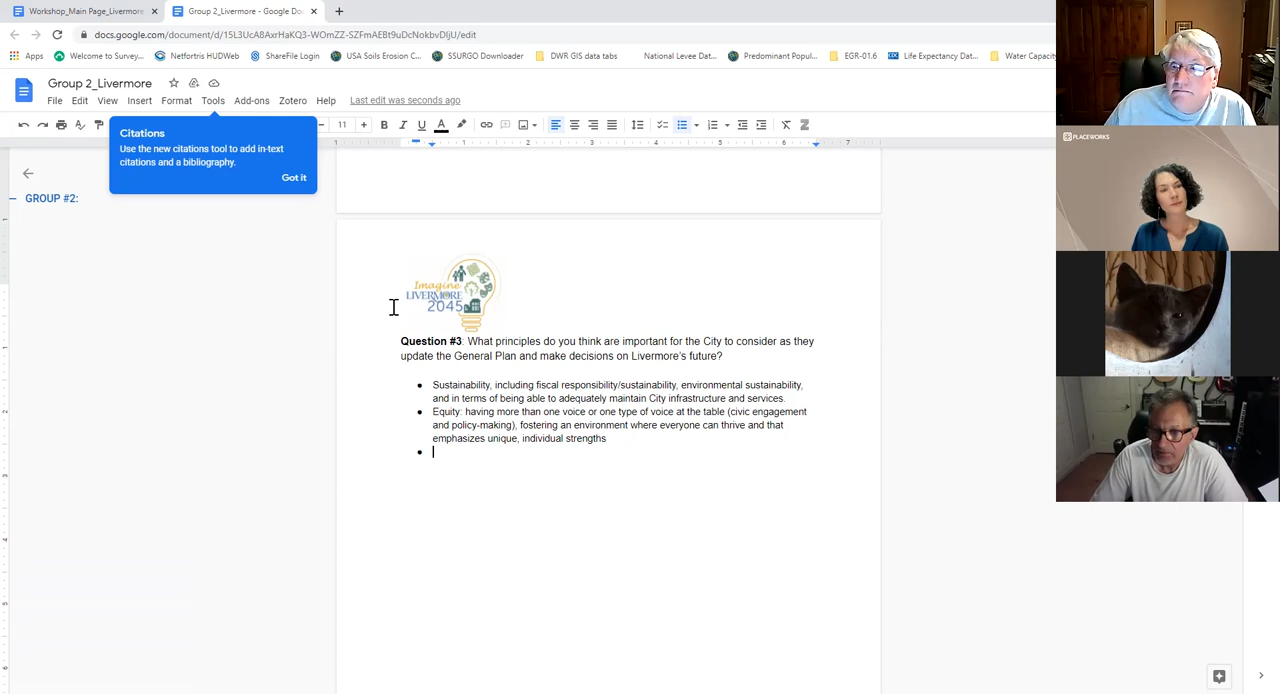 Workshop_Main Page_Livermore
Group 2_Livermore - Google Do
docs.google.com/document/d/15L3UcA8AxrHaKQ3-WOmZZ-SZFmAEBt9uDcNokbvDIjU/edit
Apps Welcome to Survey... Netfortris HUDWeb ShareFile Login USA Soils Erosion C... SSURGO Downloader DWR GIS data tabs National Levee Dat... Predominant Popul... EGR-01.6 Life Expectancy Dat... Water Capacity
Group 2_Livermore
File Edit View Insert Format Tools Add-ons Zotero Help Last edit was seconds ago
11
Citations
Use the new citations tool to add in-text
citations and a bibliography.
Got it
GROUP #2:
Imagine
LIVERMORE
2045
Question #3: What principles do you think are important for the City to consider as they
update the General Plan and make decisions on Livermore's future?
Sustainability, including fiscal responsibility/sustainability, environmental sustainability,
and in terms of being able to adequately maintain City infrastructure and services.
Equity: having more than one voice or one type of voice at the table (civic engagement
and policy-making), fostering an environment where everyone can thrive and that
emphasizes unique, individual strengths
PLACEWORKS